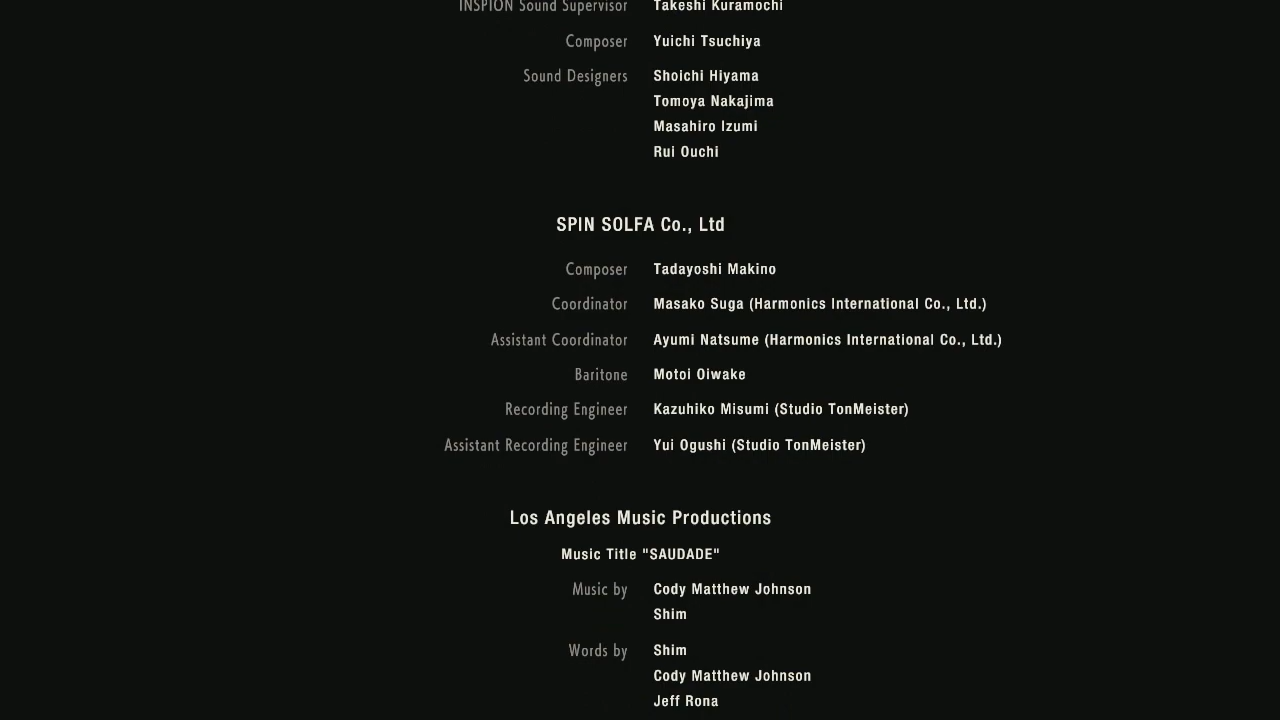 INSPION Sound Supervisor Takeshi Kuramochi
Composer Yuichi Tsuchiya
Sound Designers Shoichi Hiyama
Tomoya Nakajima
Masahiro Izumi
Rui Ouchi
SPIN SOLFA Co., Ltd
Composer Tadayoshi Makino
Coordinator Masako Suga (Harmonics International Co., Ltd.)
Assistant Coordinator Ayumi Natsume (Harmonics International Co., Ltd.)
Baritone Motoi Oiwake
Recording Engineer Kazuhiko Misumi (Studio TonMeister)
Assistant Recording Engineer Yui Ogushi (Studio TonMeister)
Los Angeles Music Productions
Music Title "SAUDADE"
Music by Cody Matthew Johnson
Shim
Words by Shim
Cody Matthew Johnson
Jeff Rona